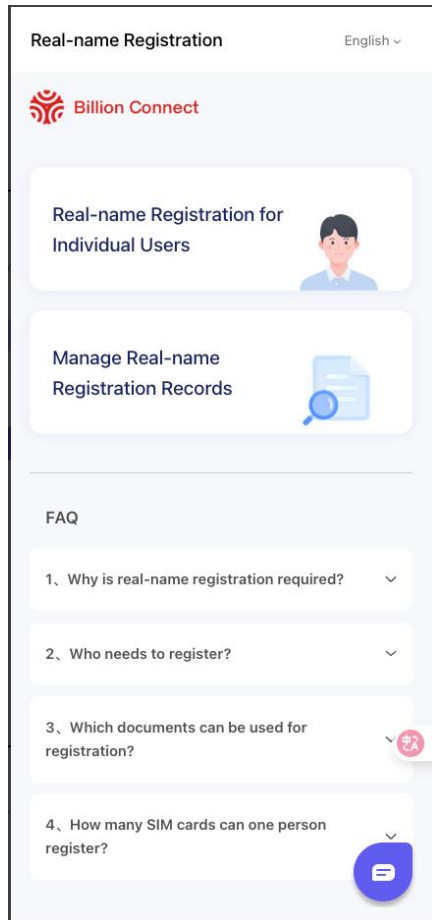 Real-name Registration
English
Billion Connect
Real-name Registration for
Individual Users
Manage Real-name
Registration Records
FAQ
1、Why is real-name registration required?
2、Who needs to register?
3、Which documents can be used for
registration?
中A
4、How many SIM cards can one person
register?